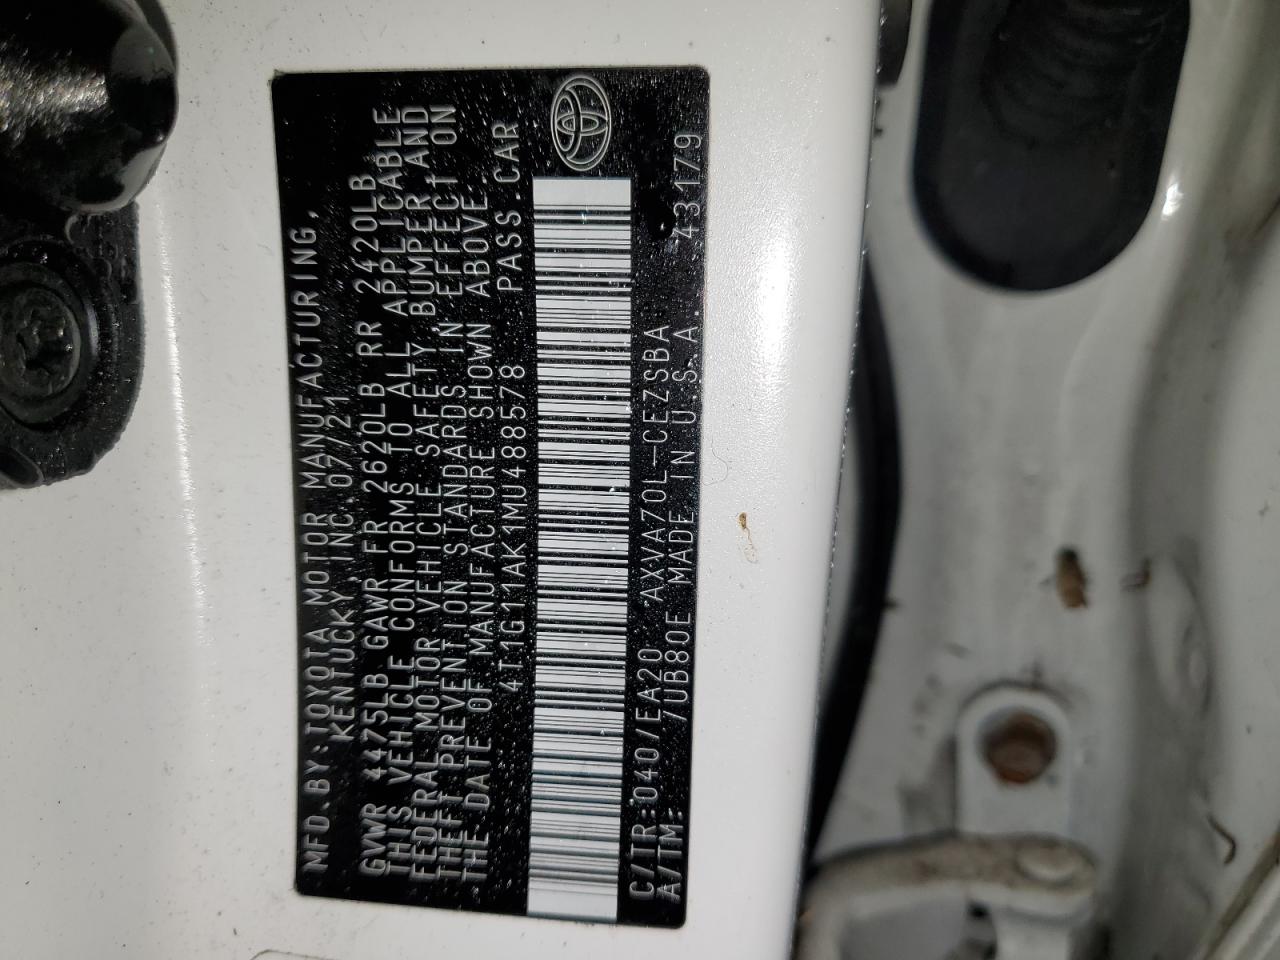 MFD.BY:TOYOTA MOTOR MANUFACTURING,
KENTUCKY,INC.07/21
GVWR 4475LB GAWR FR 2620LB RR 2420LB
THIS VEHICLE CONFORMS TO ALL APPLICABLE
FEDERAL MOTOR VEHICLE SAFETY, BUMPER AND
THEFT PREVENTION STANDARDS IN EFFECT ON
THE DATE OF MANUFACTURE SHOWN ABOVE.
4T1G11AK1MU488578 PASS.CAR
C/TR:040/EA20 AXVA70L-CEZSBA 43179
A/TM: /UB80E MADE IN U.S.A.